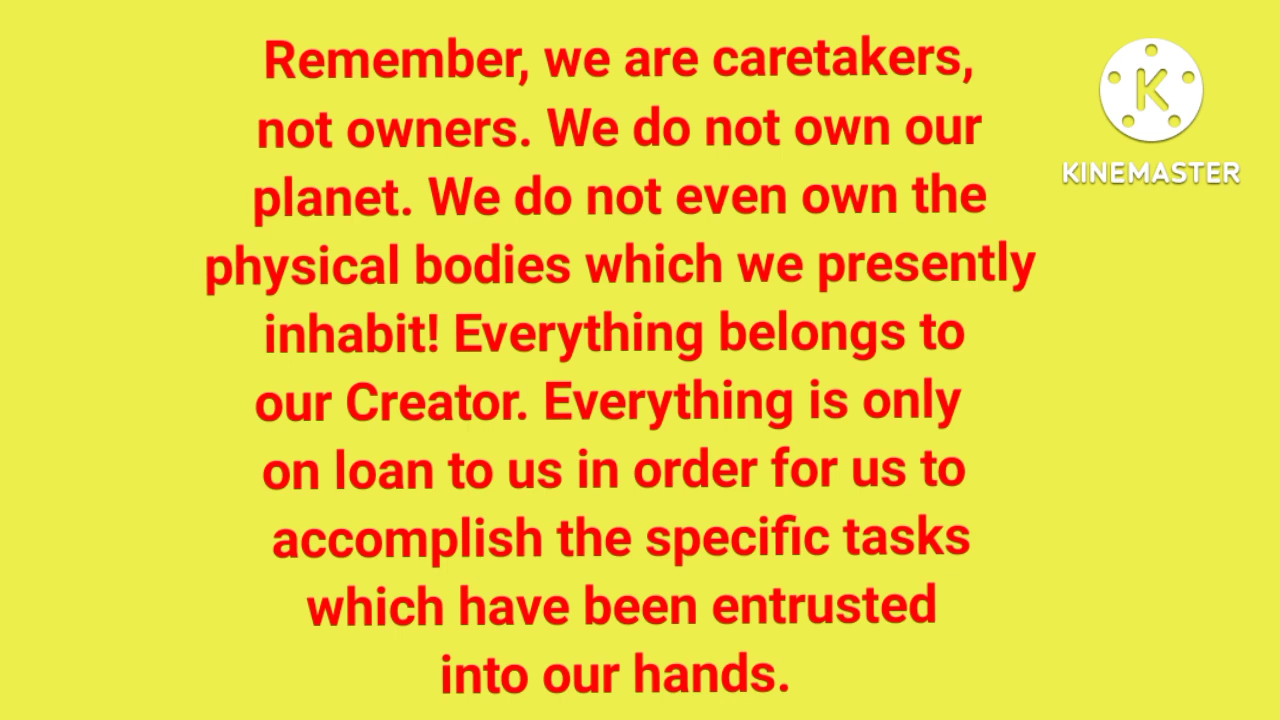 Remember, we are caretakers,
not owners. We do not own our
planet. We do not even own the
physical bodies which we presently
inhabit! Everything belongs to
our Creator. Everything is only
on loan to us in order for us to
accomplish the specific tasks
which have been entrusted
into our hands.
K
KINEMASTER